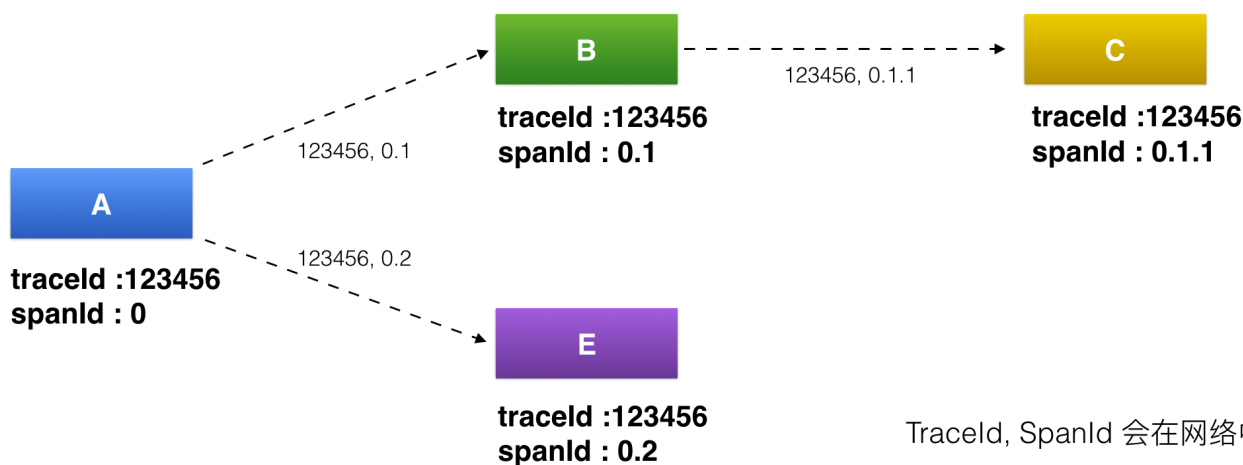 A
traceId :123456
spanId : 0
123456, 0.1
123456, 0.2
B
traceId :123456
spanId : 0.1
123456, 0.1.1
C
traceId :123456
spanId : 0.1.1
E
traceId :123456
spanId : 0.2
TraceId, SpanId 会在网络